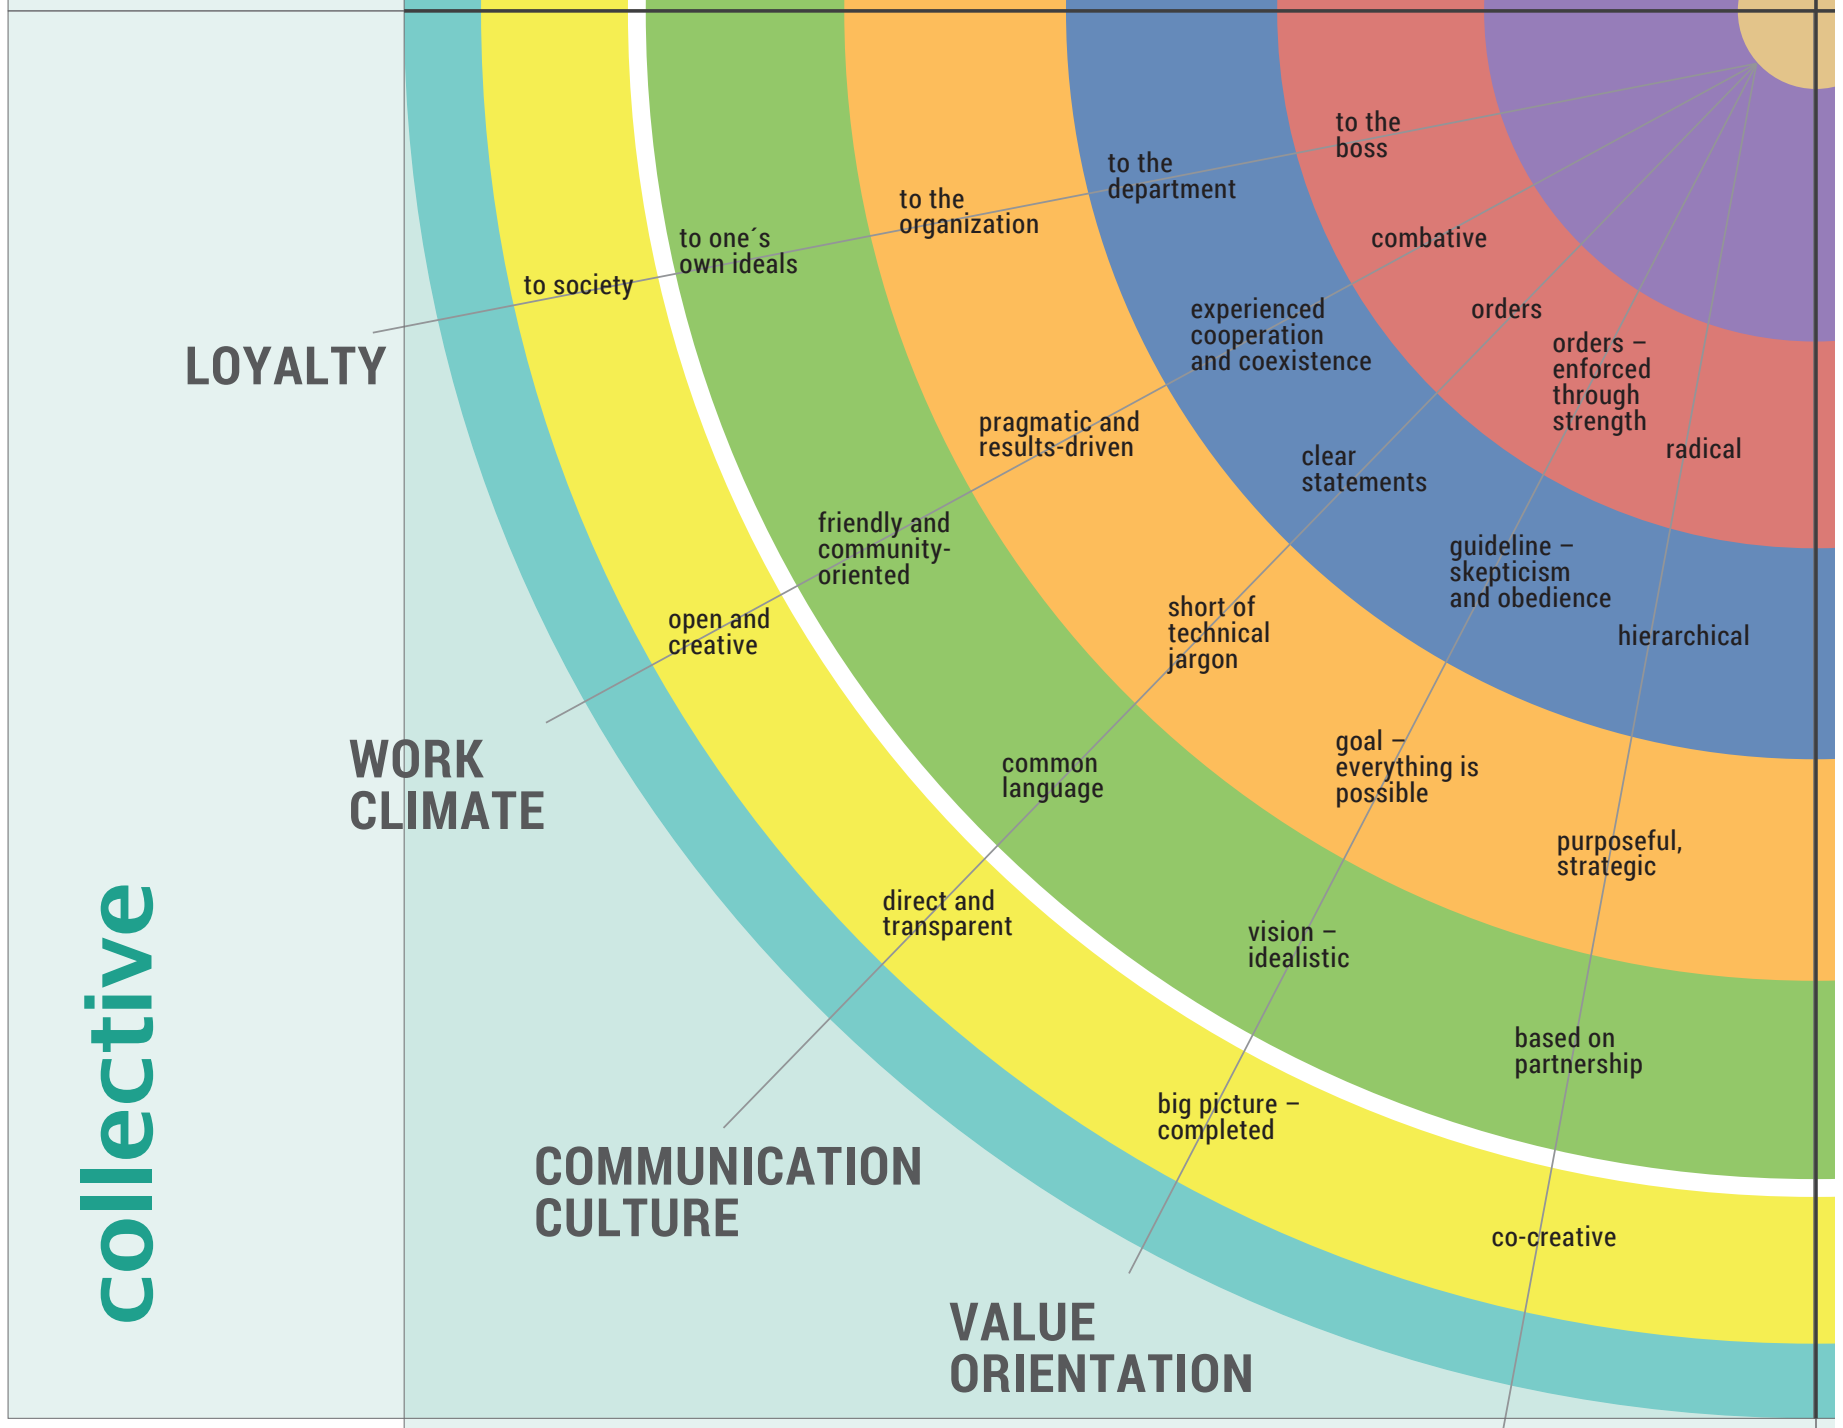 to the
boss
to the
department
to the
organization
to one´s
own ideals
to society
LOYALTY
combative
experienced
cooperation
and coexistence
pragmatic and
results-driven
friendly and
community-
oriented
open and
creative
WORK
CLIMATE
orders
clear
statements
short of
technical
jargon
common
language
direct and
transparent
COMMUNICATION
CULTURE
orders –
enforced
through
strength
guideline –
skepticism
and obedience
goal –
everything is
possible
vision –
idealistic
big picture –
completed
VALUE
ORIENTATION
radical
hierarchical
purposeful,
strategic
based on
partnership
co-creative
collective